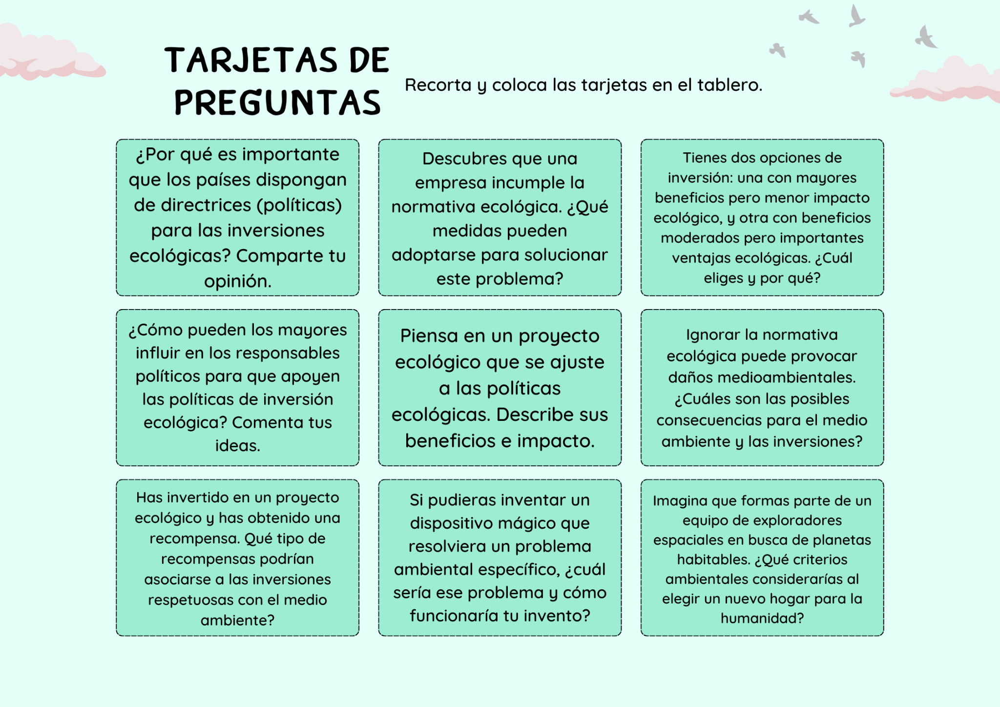 TARJETAS DE
PREGUNTAS
Recorta y coloca las tarjetas en el tablero.
¿Por qué es importante
que los países dispongan
de directrices (políticas)
para las inversiones
ecológicas? Comparte tu
opinión.
Descubres que una
empresa incumple la
normativa ecológica. ¿Qué
medidas pueden
adoptarse para solucionar
este problema?
Tienes dos opciones de
inversión: una con mayores
beneficios pero menor impacto
ecológico, y otra con beneficios
moderados pero importantes
ventajas ecológicas. ¿Cuál
eliges y por qué?
¿Cómo pueden los mayores
influir en los responsables
políticos para que apoyen
las políticas de inversión
ecológica? Comenta tus
ideas.
Piensa en un proyecto
ecológico que se ajuste
a las políticas
ecológicas. Describe sus
beneficios e impacto.
Ignorar la normativa
ecológica puede provocar
daños medioambientales.
¿Cuáles son las posibles
consecuencias para el medio
ambiente y las inversiones?
Has invertido en un proyecto
ecológico y has obtenido una
recompensa. Qué tipo de
recompensas podrían
asociarse a las inversiones
respetuosas con el medio
ambiente?
Si pudieras inventar un
dispositivo mágico que
resolviera un problema
ambiental específico, ¿cuál
sería ese problema y cómo
funcionaría tu invento?
Imagina que formas parte de un
equipo de exploradores
espaciales en busca de planetas
habitables. ¿Qué criterios
ambientales considerarías al
elegir un nuevo hogar para la
humanidad?